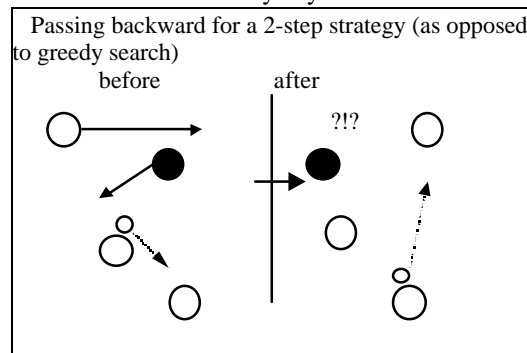 Passing backward for a 2-step strategy (as opposed
to greedy search)
before after
?!?